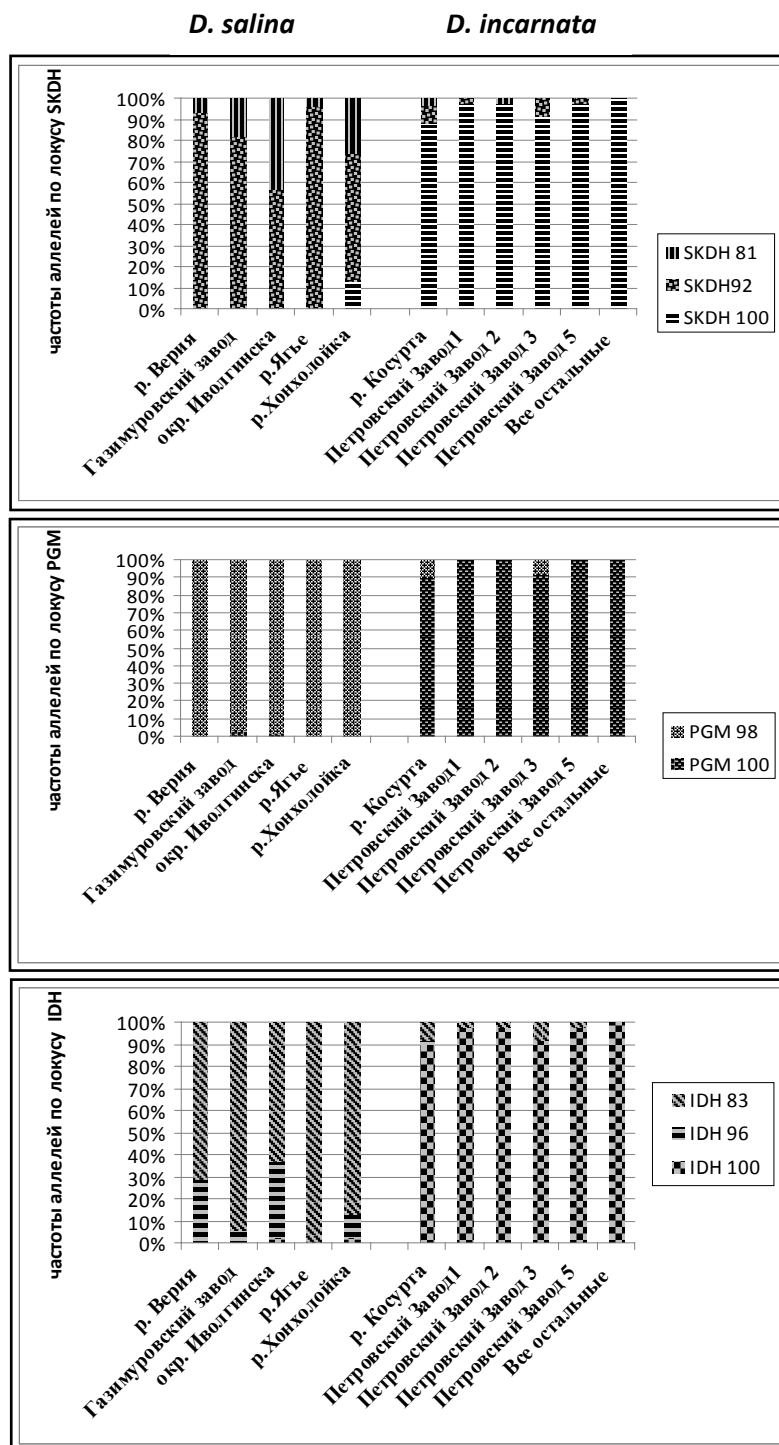 D. salina D. incarnata
частоты аллелей по локусу SKDH
100%
90%
80%
70%
60%
50%
40%
30%
20%
10%
0%
р. Верия
Газимуровский завод
окр. Иволгинска
р.Ягье
р.Хонхолойка
р. Косурта
Петровский Завод1
Петровский Завод 2
Петровский Завод 3
Петровский Завод 5
Все остальные
SKDH 81
SKDH92
SKDH 100
частоты аллелей по локусу PGM
100%
90%
80%
70%
60%
50%
40%
30%
20%
10%
0%
р. Верия
Газимуровский завод
окр. Иволгинска
р.Ягье
р.Хонхолойка
р. Косурта
Петровский Завод1
Петровский Завод 2
Петровский Завод 3
Петровский Завод 5
Все остальные
PGM 98
PGM 100
частоты аллелей по локусу IDH
100%
90%
80%
70%
60%
50%
40%
30%
20%
10%
0%
р. Верия
Газимуровский завод
окр. Иволгинска
р.Ягье
р.Хонхолойка
р. Косурта
Петровский Завод1
Петровский Завод 2
Петровский Завод 3
Петровский Завод 5
Все остальные
IDH 83
IDH 96
IDH 100